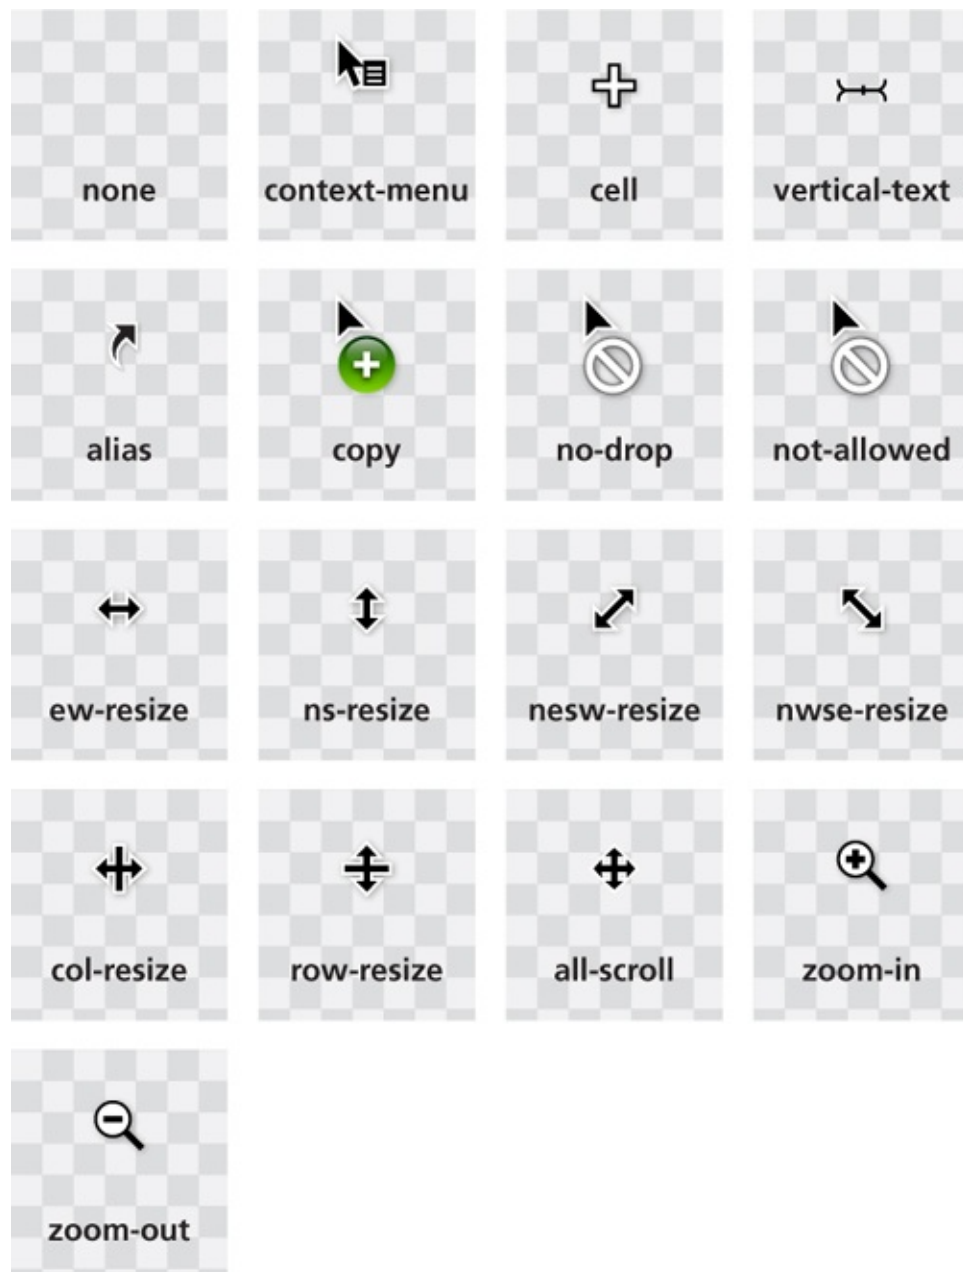 none
context-menu
cell
vertical-text
alias
copy
no-drop
not-allowed
ew-resize
ns-resize
nesw-resize
nwse-resize
col-resize
row-resize
all-scroll
zoom-in
zoom-out